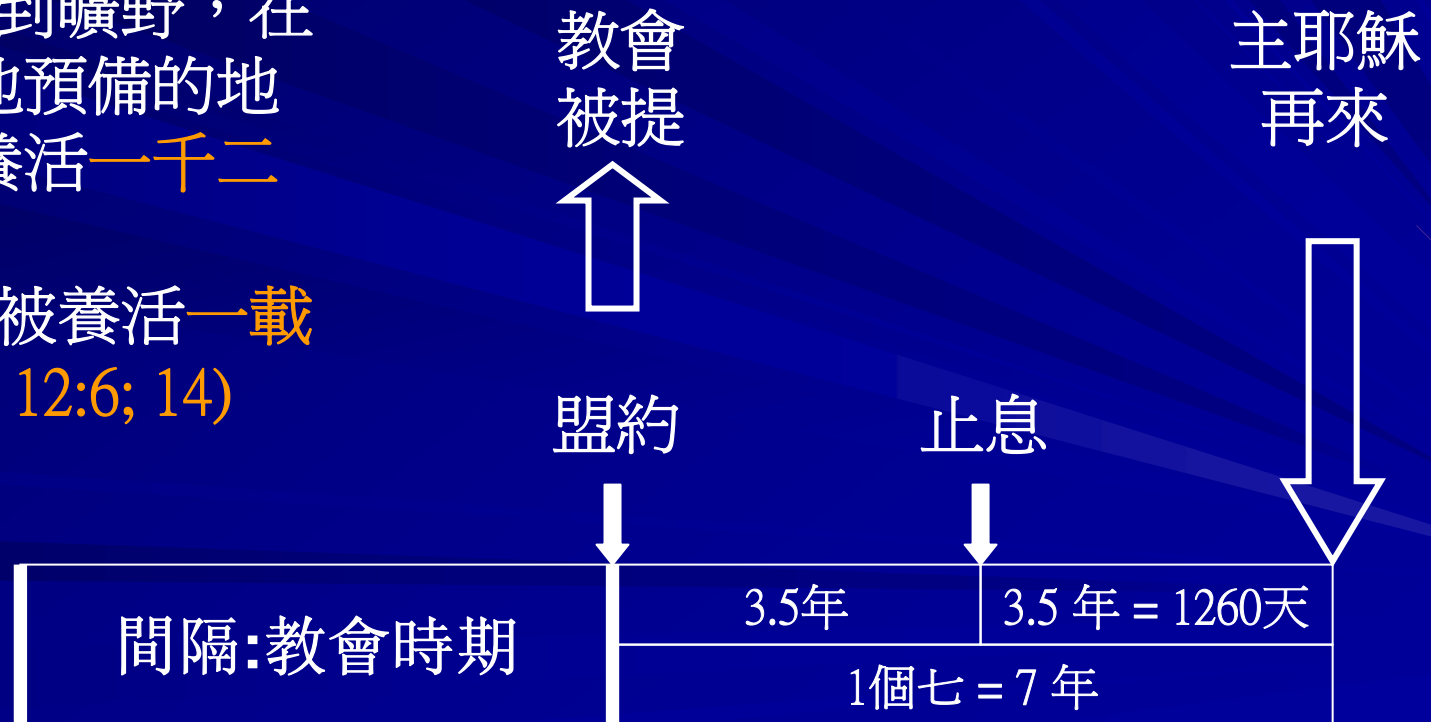 到曠野，在
地預備的地
養活一千二
被養活一載
12:6; 14)
教會
被提
主耶穌
再來
盟約
止息
間隔:教會時期
3.5年
3.5 年 = 1260天
1個七 = 7 年